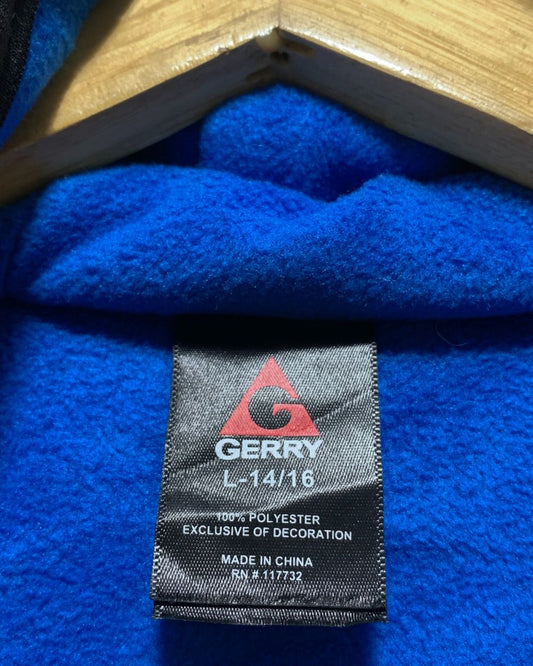 G
GERRY
L-14/16
100% POLYESTER
EXCLUSIVE OF DECORATION
MADE IN CHINA
RN # 117732